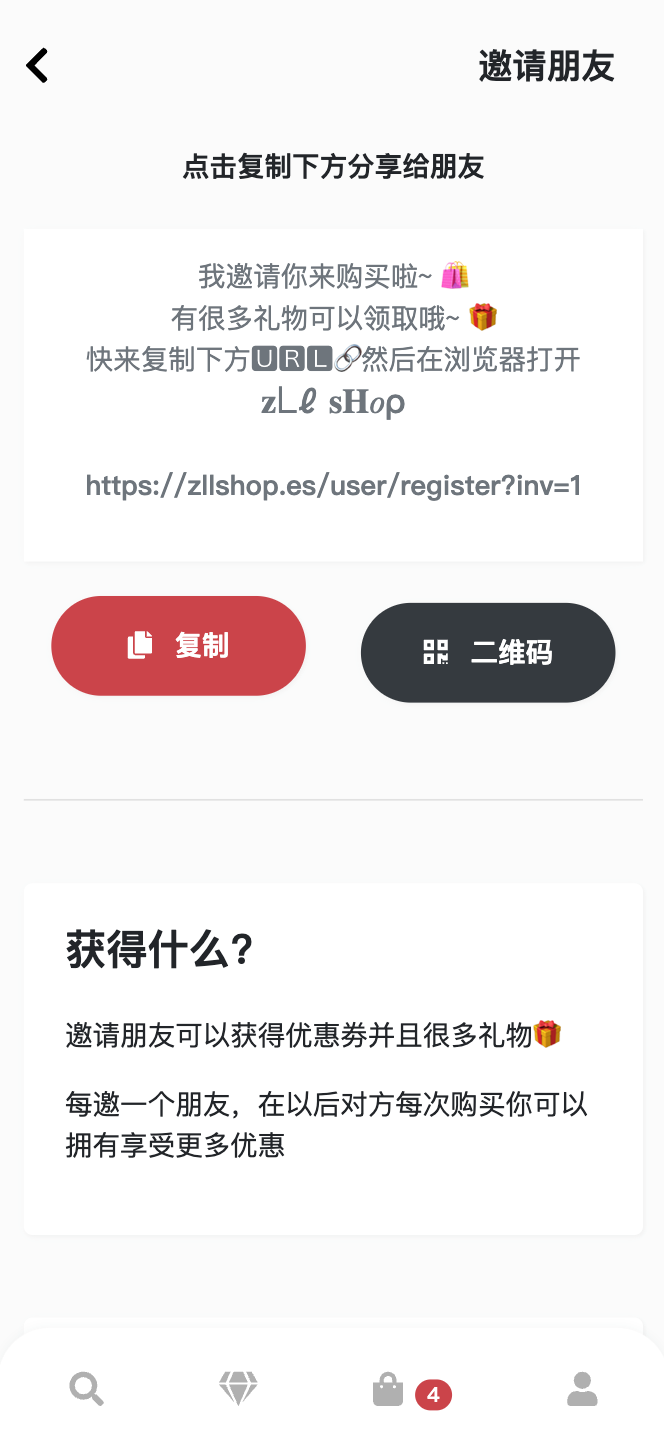 邀请朋友
点击复制下方分享给朋友
我邀请你来购买啦~ 🛍️
有很多礼物可以领取哦~ 🎁
快来复制下方🆄🆁🅻🔗然后在浏览器打开
𝐳𝖫ℓ 𝐬𝐇𝑜ρ
https://zllshop.es/user/register?inv=1
复制
二维码
获得什么?
邀请朋友可以获得优惠劵并且很多礼物🎁
每邀一个朋友，在以后对方每次购买你可以
拥有享受更多优惠
4